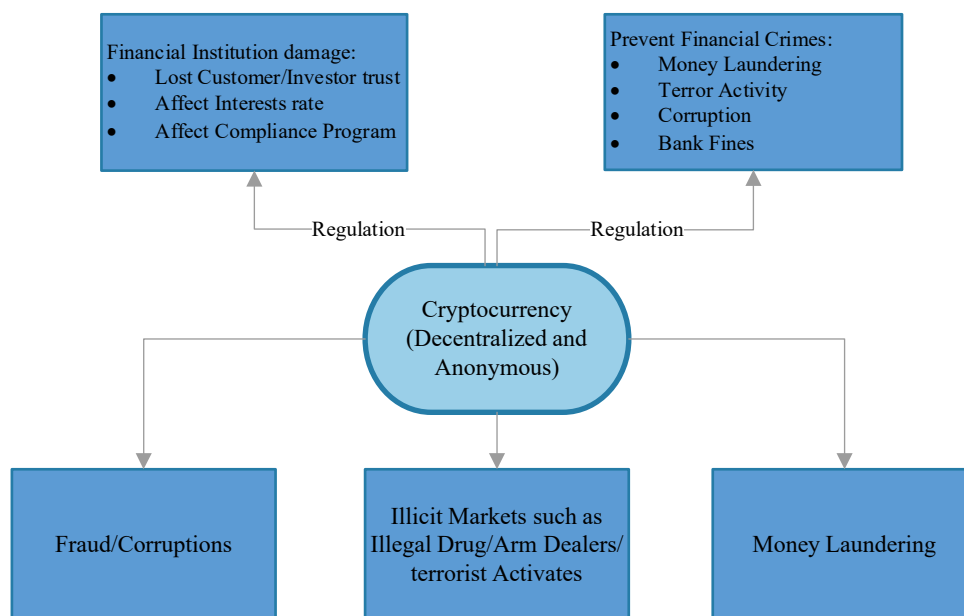 Financial Institution damage:
• Lost Customer/Investor trust
• Affect Interests rate
• Affect Compliance Program
Prevent Financial Crimes:
• Money Laundering
• Terror Activity
• Corruption
• Bank Fines
Regulation
Regulation
Cryptocurrency
(Decentralized and
Anonymous)
Fraud/Corruptions
Illicit Markets such as
Illegal Drug/Arm Dealers/
terrorist Activates
Money Laundering